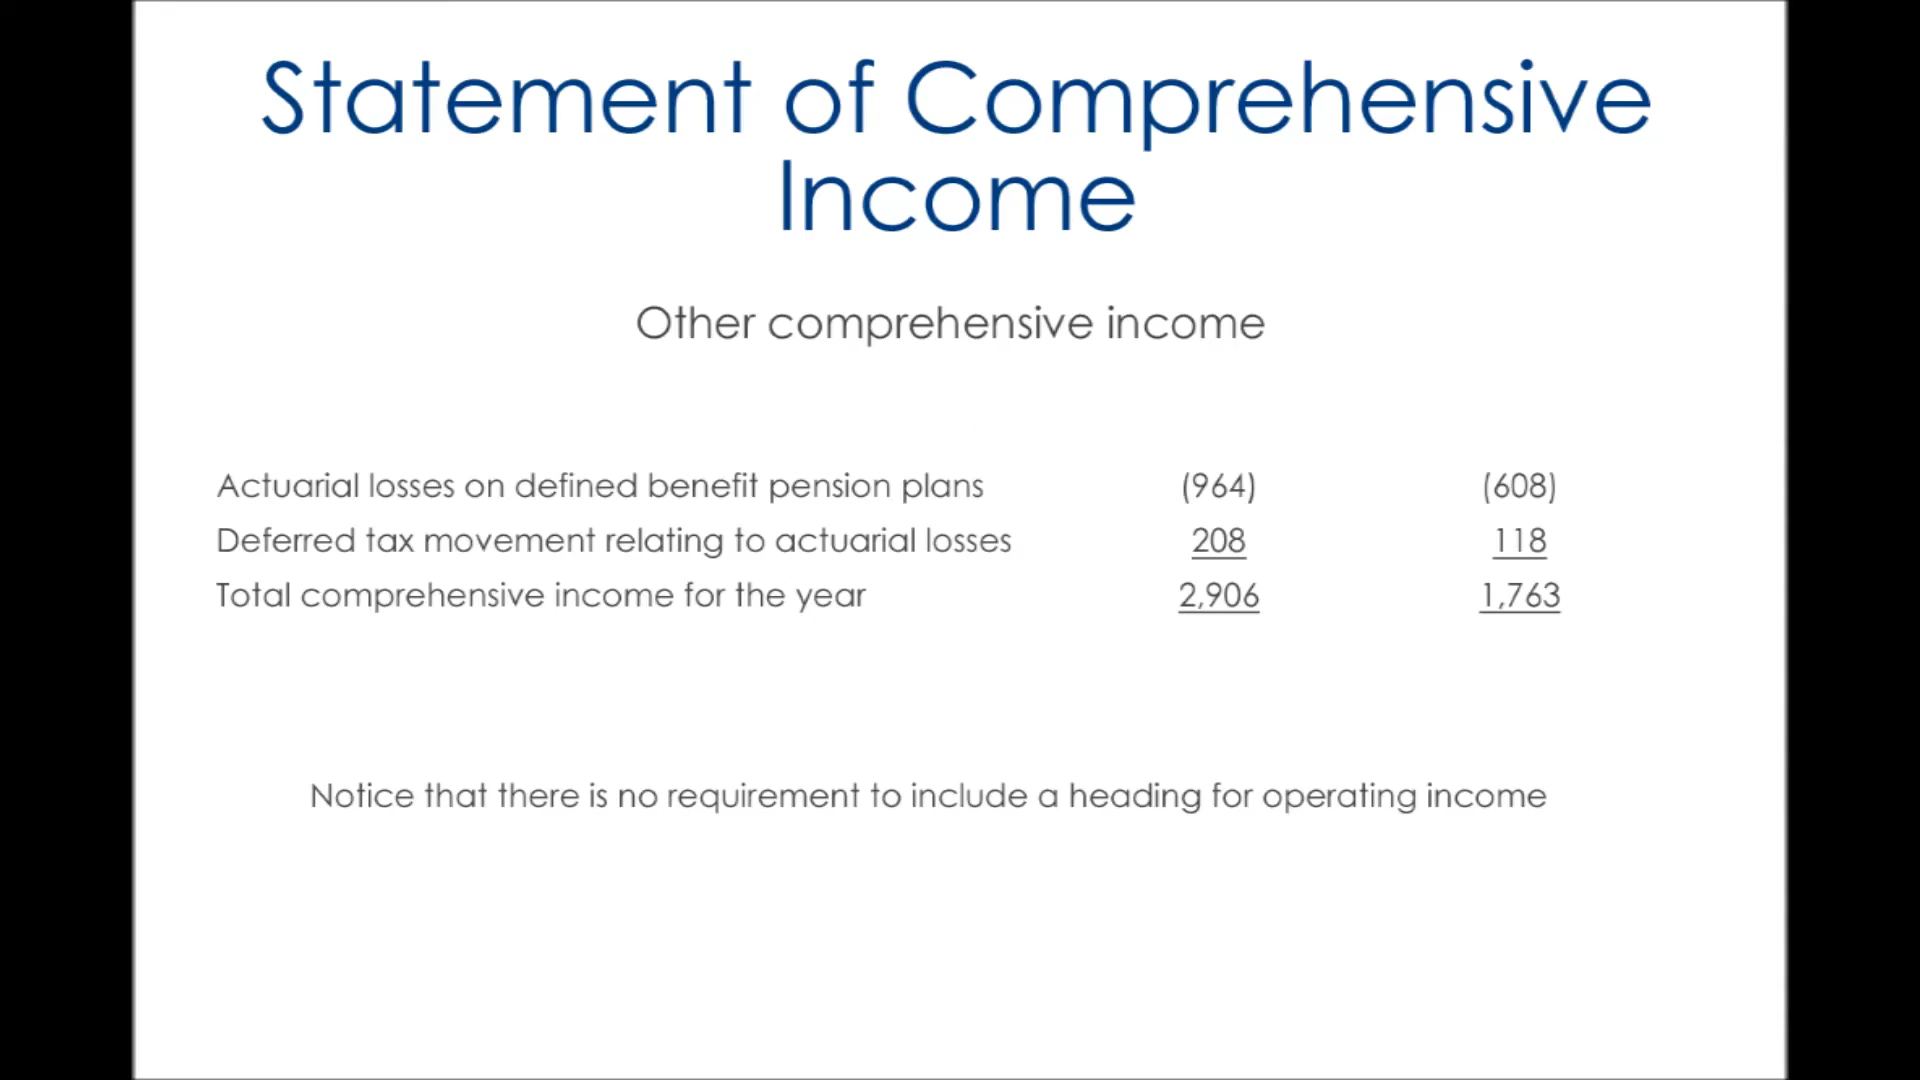 Statement of Comprehensive
Income
Other comprehensive income
Actuarial losses on defined benefit pension plans (964) (608)
Deferred tax movement relating to actuarial losses 208 118
Total comprehensive income for the year 2,906 1,763
Notice that there is no requirement to include a heading for operating income